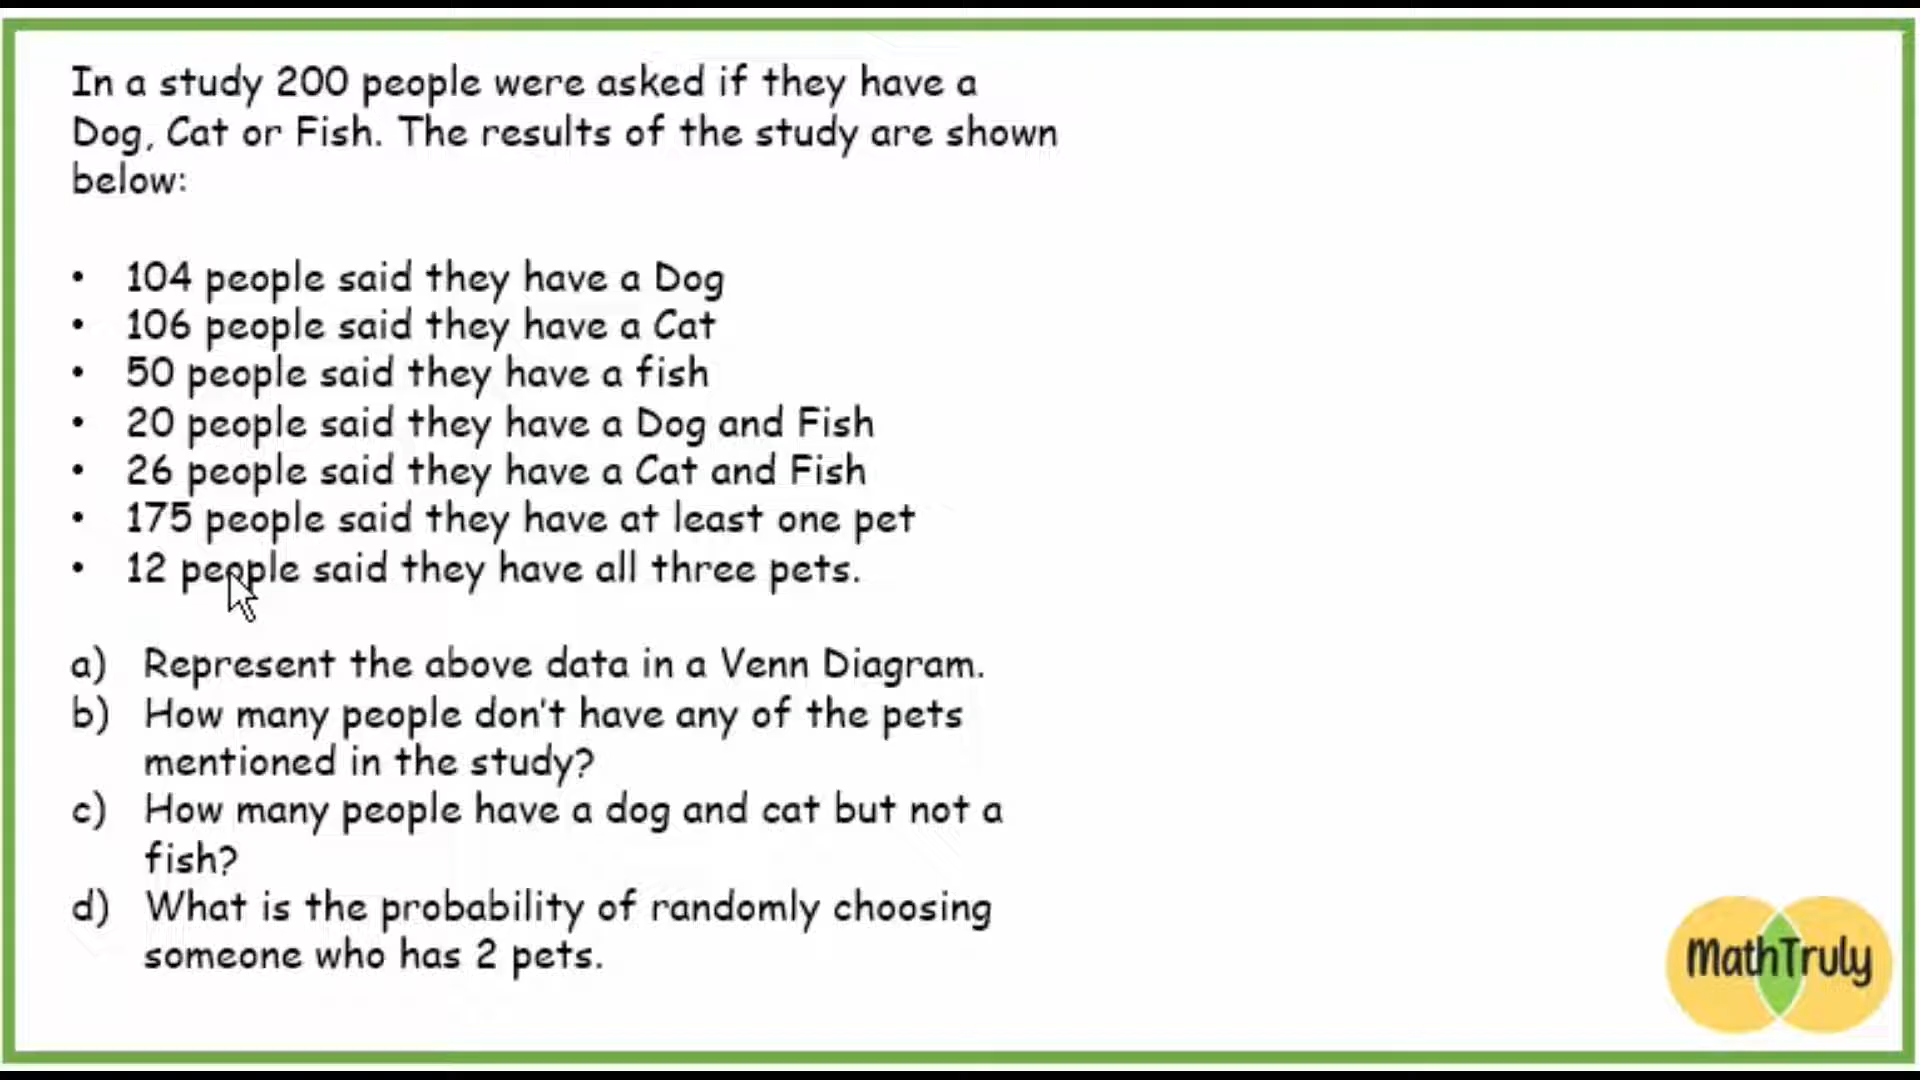 In a study 200 people were asked if they have a
Dog, Cat or Fish. The results of the study are shown
below:
• 104 people said they have a Dog
• 106 people said they have a Cat
• 50 people said they have a fish
• 20 people said they have a Dog and Fish
• 26 people said they have a Cat and Fish
• 175 people said they have at least one pet
• 12 people said they have all three pets.
a) Represent the above data in a Venn Diagram.
b) How many people don't have any of the pets
mentioned in the study?
c) How many people have a dog and cat but not a
fish?
d) What is the probability of randomly choosing
someone who has 2 pets.
MathTruly